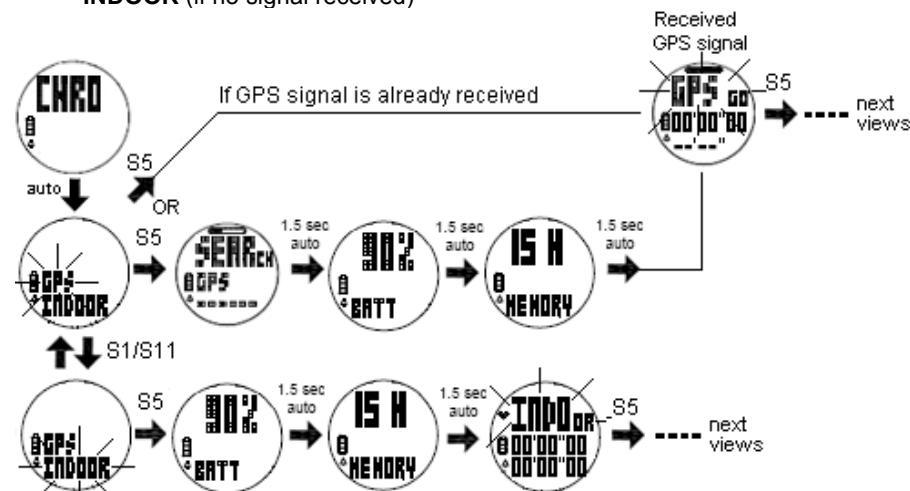 INDOOR (if no signal received)
Received
GPS signal
CHRO
If GPS signal is already received
GPS GO
00'00"00
--'--"
S5
next
views
auto
S5
OR
GPS
INDOOR
S5
SEARCH
GPS
1.5 sec
auto
90%
BATT
1.5 sec
auto
15 H
MEMORY
1.5 sec
auto
S1/S11
GPS
INDOOR
S5
90%
BATT
1.5 sec
auto
15 H
MEMORY
1.5 sec
auto
INDOOR
00'00"00
00'00"00
S5
next
views